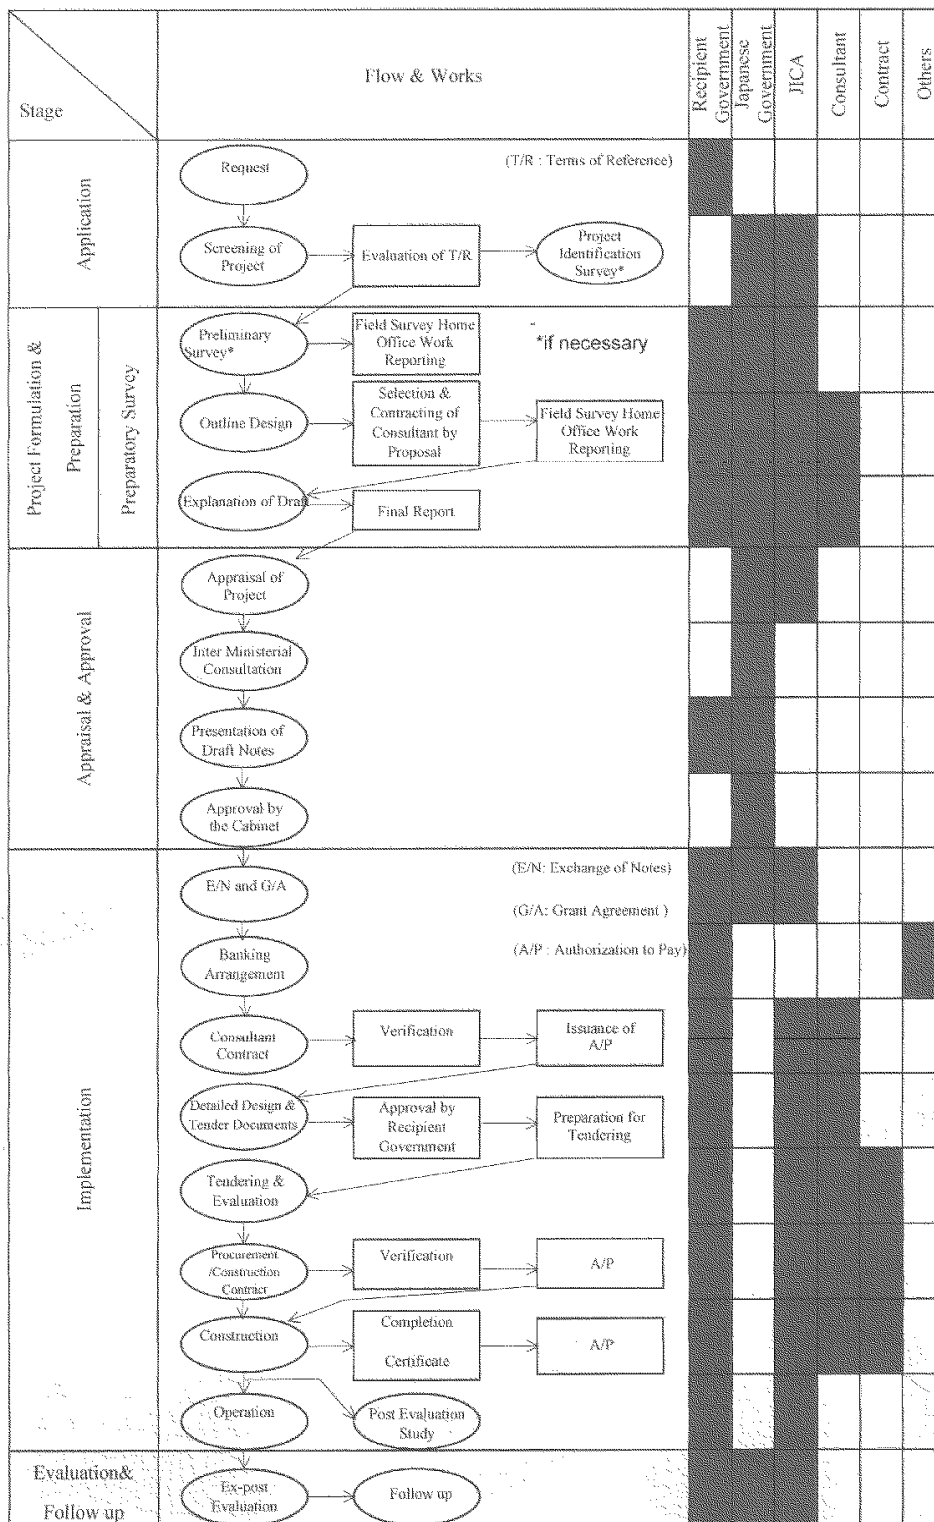 Stage
Flow & Works
Recipient
Government
Japanese
Government
JICA
Consultant
Contract
Others
Application
Request
(T/R : Terms of Reference)
Screening of
Project
Evaluation of T/R
Project
Identification
Survey*
Project Formulation &
Preparation
Preparatory Survey
Preliminary
Survey*
Field Survey Home
Office Work
Reporting
*if necessary
Outline Design
Selection &
Contracting of
Consultant by
Proposal
Field Survey Home
Office Work
Reporting
Explanation of Draft
Final Report
Appraisal & Approval
Appraisal of
Project
Inter Ministerial
Consultation
Presentation of
Draft Notes
Approval by
the Cabinet
Implementation
E/N and G/A
(E/N: Exchange of Notes)
(G/A: Grant Agreement )
(A/P : Authorization to Pay)
Banking
Arrangement
Consultant
Contract
Verification
Issuance of
A/P
Detailed Design &
Tender Documents
Approval by
Recipient
Government
Preparation for
Tendering
Tendering &
Evaluation
Procurement
/Construction
Contract
Verification
A/P
Construction
Completion
Certificate
A/P
Operation
Post Evaluation
Study
Evaluation&
Follow up
Ex-post
Evaluation
Follow up